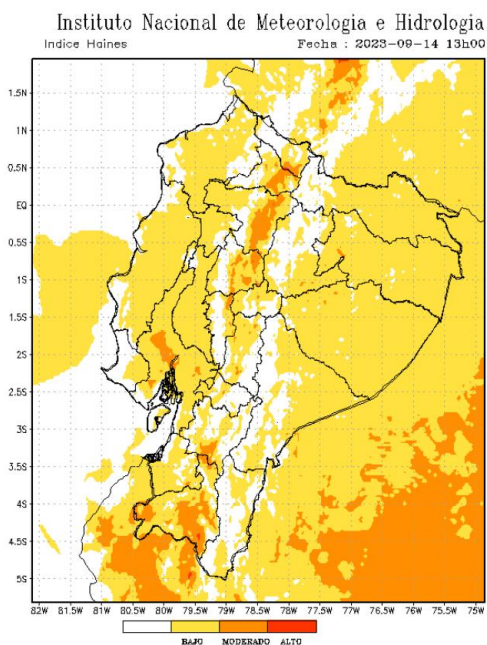 Instituto Nacional de Meteorologia e Hidrologia
Indice Haines
Fecha : 2023-09-14 13h00
1.5N
1N
0.5N
EQ
0.5S
1S
1.5S
2S
2.5S
3S
3.5S
4S
4.5S
5S
82W 81.5W 81W 80.5W 80W 79.5W 79W 78.5W 78W 77.5W 77W 76.5W 76W 75.5W 75W
BAJO MODERADO ALTO